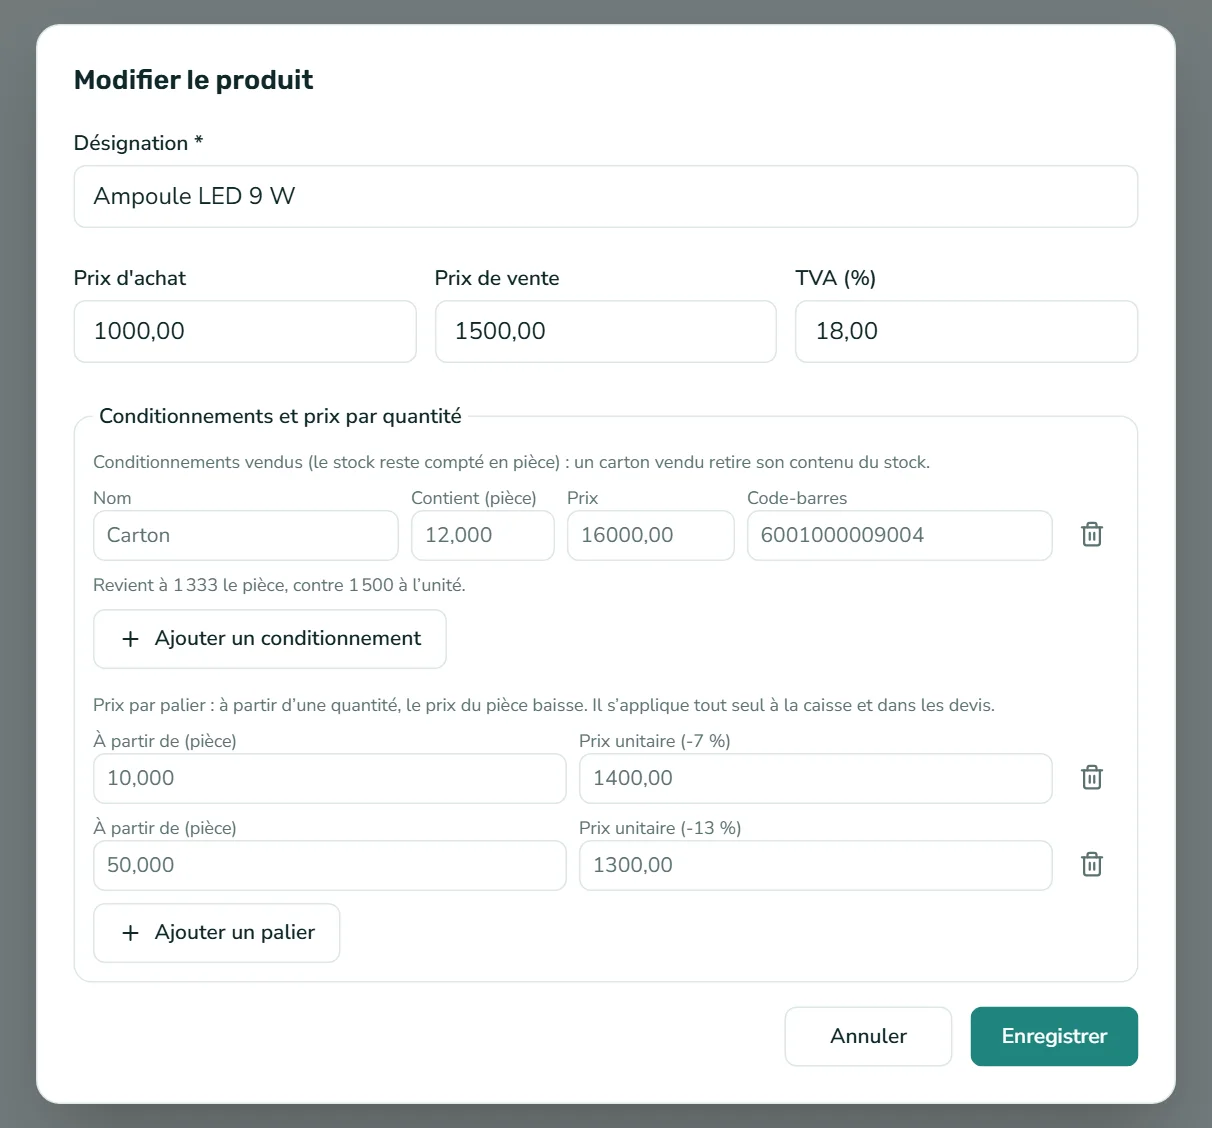 Modifier le produit
Désignation *
Ampoule LED 9 W
Prix d'achat Prix de vente TVA (%)
1000,00 1500,00 18,00
Conditionnements et prix par quantité
Conditionnements vendus (le stock reste compté en pièce) : un carton vendu retire son contenu du stock.
Nom Contient (pièce) Prix Code-barres
Carton 12,000 16000,00 6001000009004
Revient à 1 333 le pièce, contre 1 500 à l’unité.
+ Ajouter un conditionnement
Prix par palier : à partir d’une quantité, le prix du pièce baisse. Il s’applique tout seul à la caisse et dans les devis.
À partir de (pièce) Prix unitaire (-7 %)
10,000 1400,00
À partir de (pièce) Prix unitaire (-13 %)
50,000 1300,00
+ Ajouter un palier
Annuler Enregistrer